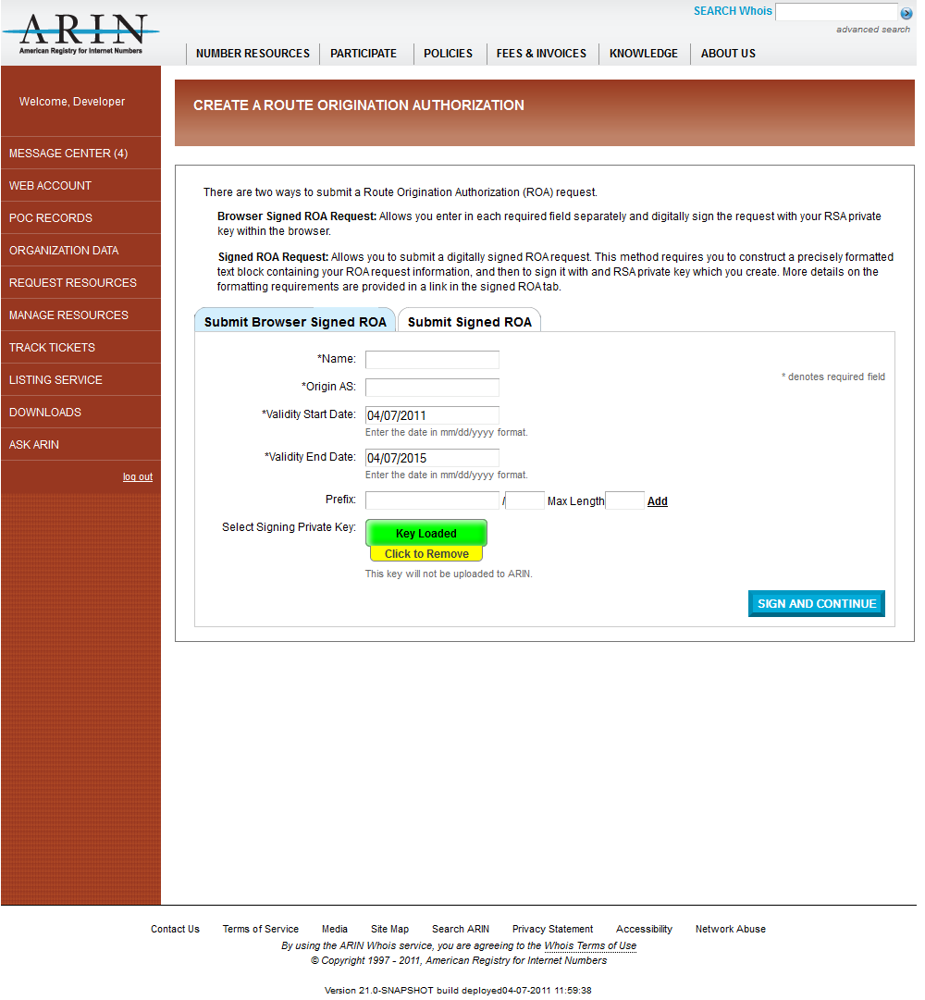 SEARCH Whois
advanced search
ARIN
American Registry for Internet Numbers
NUMBER RESOURCES
PARTICIPATE
POLICIES
FEES & INVOICES
KNOWLEDGE
ABOUT US
Welcome, Developer
MESSAGE CENTER (4)
WEB ACCOUNT
POC RECORDS
ORGANIZATION DATA
REQUEST RESOURCES
MANAGE RESOURCES
TRACK TICKETS
LISTING SERVICE
DOWNLOADS
ASK ARIN
log out
CREATE A ROUTE ORIGINATION AUTHORIZATION
There are two ways to submit a Route Origination Authorization (ROA) request.
Browser Signed ROA Request: Allows you enter in each required field separately and digitally sign the request with your RSA private
key within the browser.
Signed ROA Request: Allows you to submit a digitally signed ROA request. This method requires you to construct a precisely formatted
text block containing your ROA request information, and then to sign it with and RSA private key which you create. More details on the
formatting requirements are provided in a link in the signed ROA tab.
Submit Browser Signed ROA
Submit Signed ROA
*Name:
* denotes required field
*Origin AS:
*Validity Start Date: 04/07/2011
Enter the date in mm/dd/yyyy format.
*Validity End Date: 04/07/2015
Enter the date in mm/dd/yyyy format.
Prefix: / Max Length Add
Select Signing Private Key: Key Loaded
Click to Remove
This key will not be uploaded to ARIN.
SIGN AND CONTINUE
Contact Us Terms of Service Media Site Map Search ARIN Privacy Statement Accessibility Network Abuse
By using the ARIN Whois service, you are agreeing to the Whois Terms of Use
© Copyright 1997 - 2011, American Registry for Internet Numbers
Version 21.0-SNAPSHOT build deployed04-07-2011 11:59:38